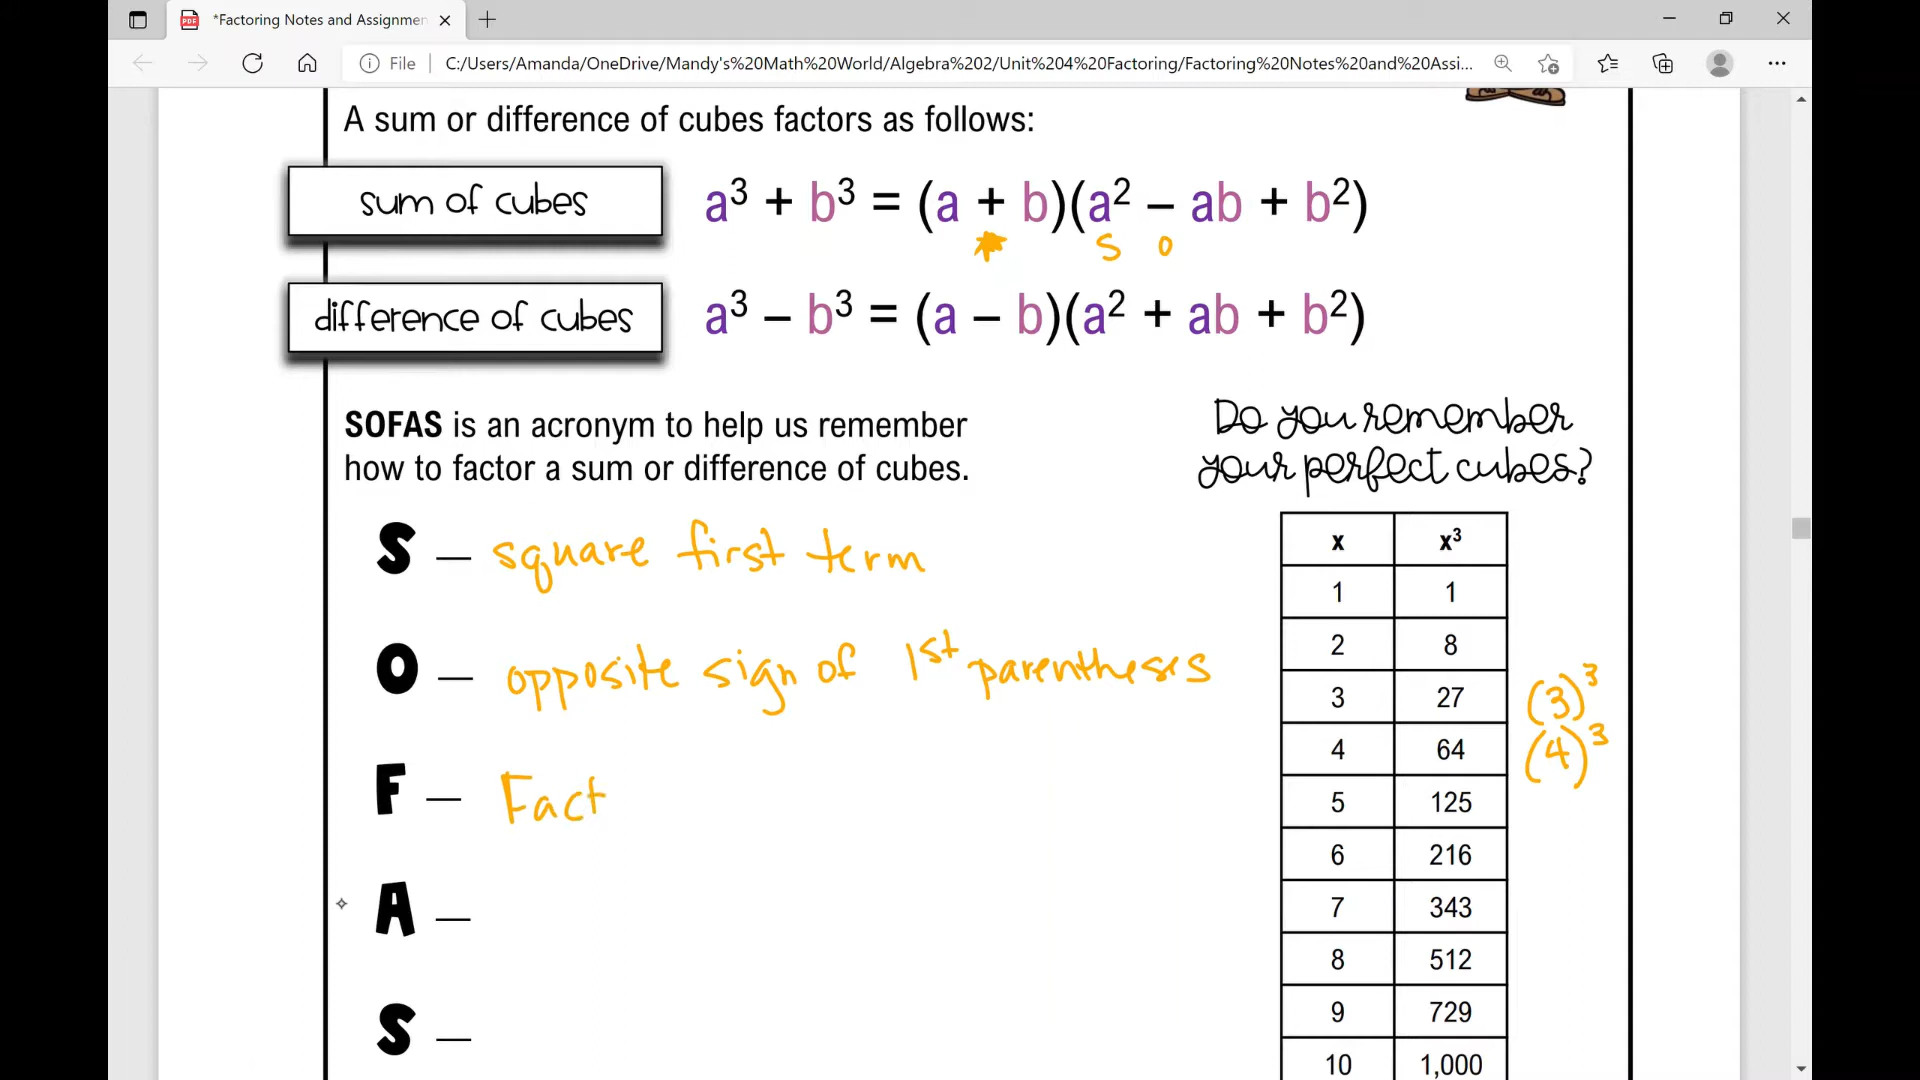 *Factoring Notes and Assignmen
File
C:/Users/Amanda/OneDrive/Mandy's%20Math%20World/Algebra%202/Unit%204%20Factoring/Factoring%20Notes%20and%20Assi...
A sum or difference of cubes factors as follows:
sum of cubes
a³ + b³ = (a + b)(a² – ab + b²)
S O
difference of cubes
a³ – b³ = (a – b)(a² + ab + b²)
SOFAS is an acronym to help us remember
how to factor a sum or difference of cubes.
Do you remember
your perfect cubes?
S — square first term
O — opposite sign of 1st parentheses
F — Fact
A —
S —
x x³
1 1
2 8
3 27 (3)³
4 64 (4)³
5 125
6 216
7 343
8 512
9 729
10 1,000